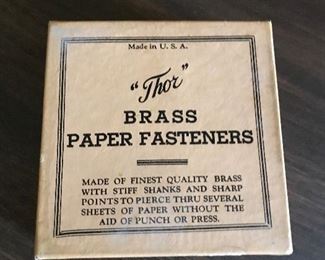 Made in U. S. A.
"Thor"
BRASS
PAPER FASTENERS
MADE OF FINEST QUALITY BRASS
WITH STIFF SHANKS AND SHARP
POINTS TO PIERCE THRU SEVERAL
SHEETS OF PAPER WITHOUT THE
AID OF PUNCH OR PRESS.